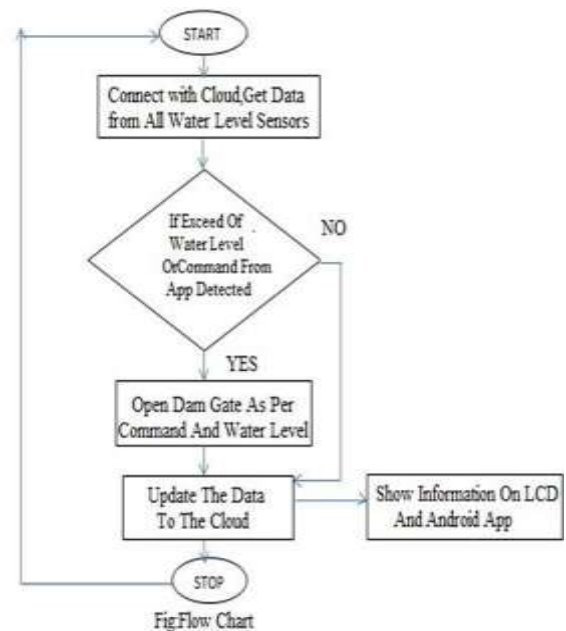 START
Connect with Cloud,Get Data
from All Water Level Sensors
If Exceed Of
Water Level
OrCommand From
App Detected
NO
YES
Open Dam Gate As Per
Command And Water Level
Update The Data
To The Cloud
Show Information On LCD
And Android App
STOP
Fig:Flow Chart